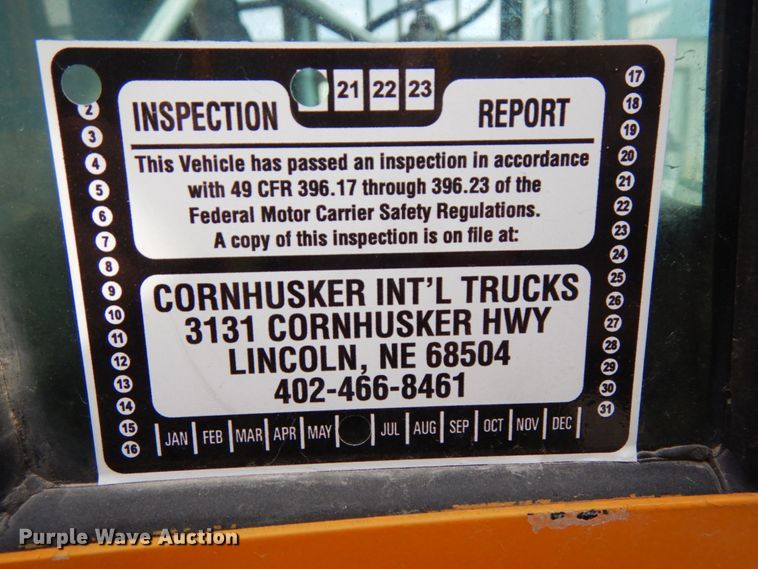 21 22 23
INSPECTION REPORT
This Vehicle has passed an inspection in accordance
with 49 CFR 396.17 through 396.23 of the
Federal Motor Carrier Safety Regulations.
A copy of this inspection is on file at:
CORNHUSKER INT'L TRUCKS
3131 CORNHUSKER HWY
LINCOLN, NE 68504
402-466-8461
2
3
4
5
6
7
8
9
10
11
12
13
14
15
16
17
18
19
20
21
22
23
24
25
26
27
28
29
30
31
JAN FEB MAR APR MAY JUL AUG SEP OCT NOV DEC
Purple Wave Auction